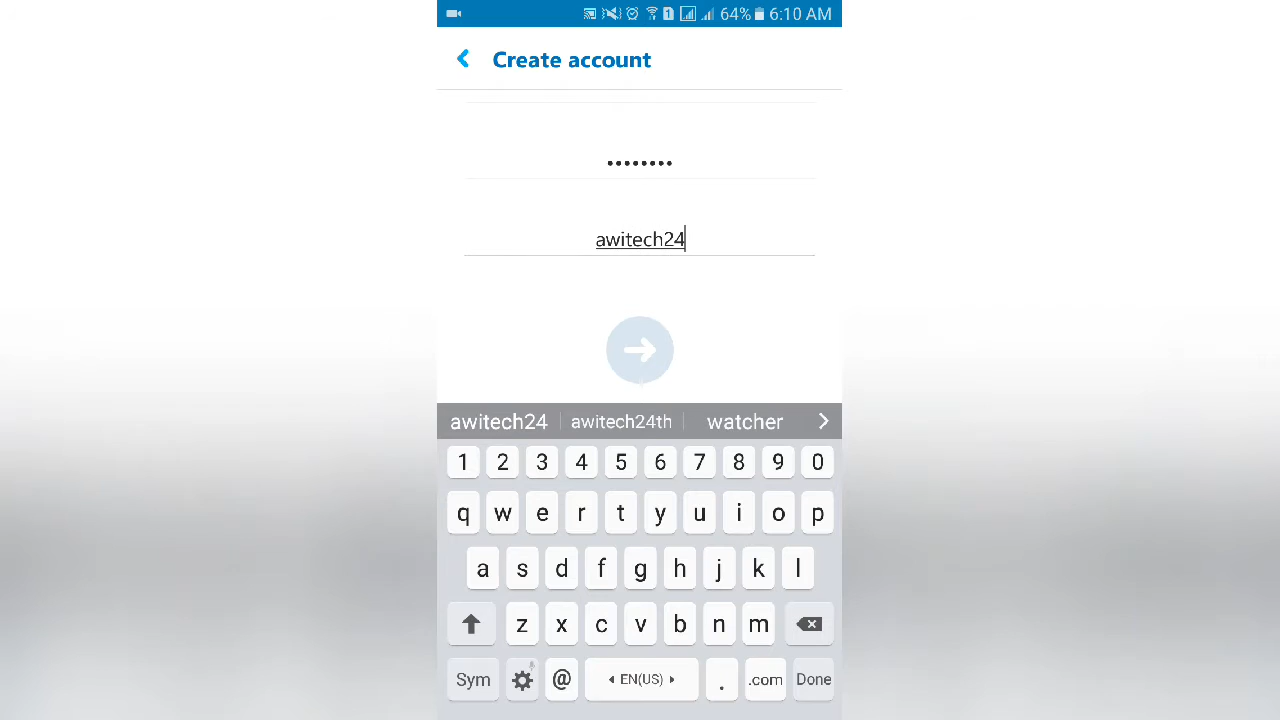 1 64% 6:10 AM
Create account
••••••••
awitech24
awitech24 awitech24th watcher
1 2 3 4 5 6 7 8 9 0
q w e r t y u i o p
a s d f g h j k l
z x c v b n m
Sym @ EN(US) . .com Done